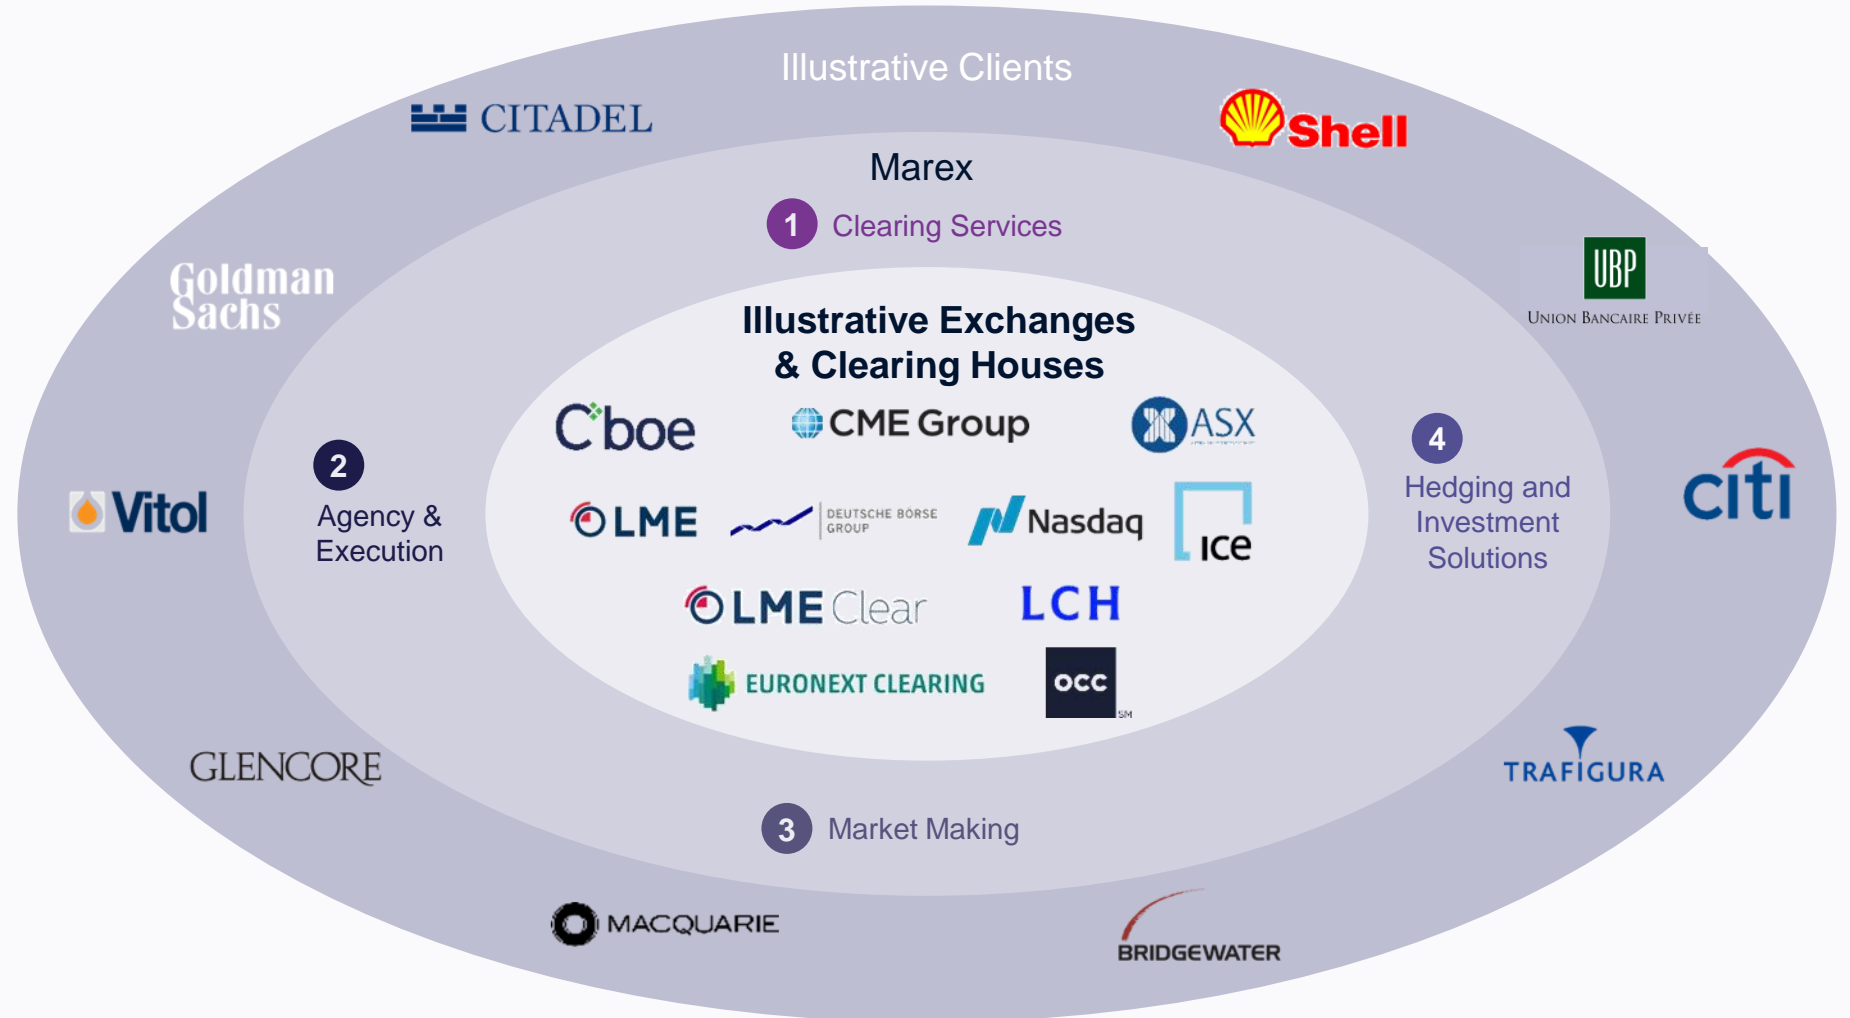 Illustrative Clients
CITADEL
Shell
Marex
1 Clearing Services
Goldman
Sachs
UBP
UNION BANCAIRE PRIVÉE
Illustrative Exchanges
& Clearing Houses
Cboe
CME Group
ASX
2
Agency &
Execution
4
Hedging and
Investment
Solutions
Vitol
citi
LME
DEUTSCHE BÖRSE
GROUP
Nasdaq
ICE
LME Clear
LCH
EURONEXT CLEARING
OCC
SM
GLENCORE
TRAFIGURA
3 Market Making
MACQUARIE
BRIDGEWATER